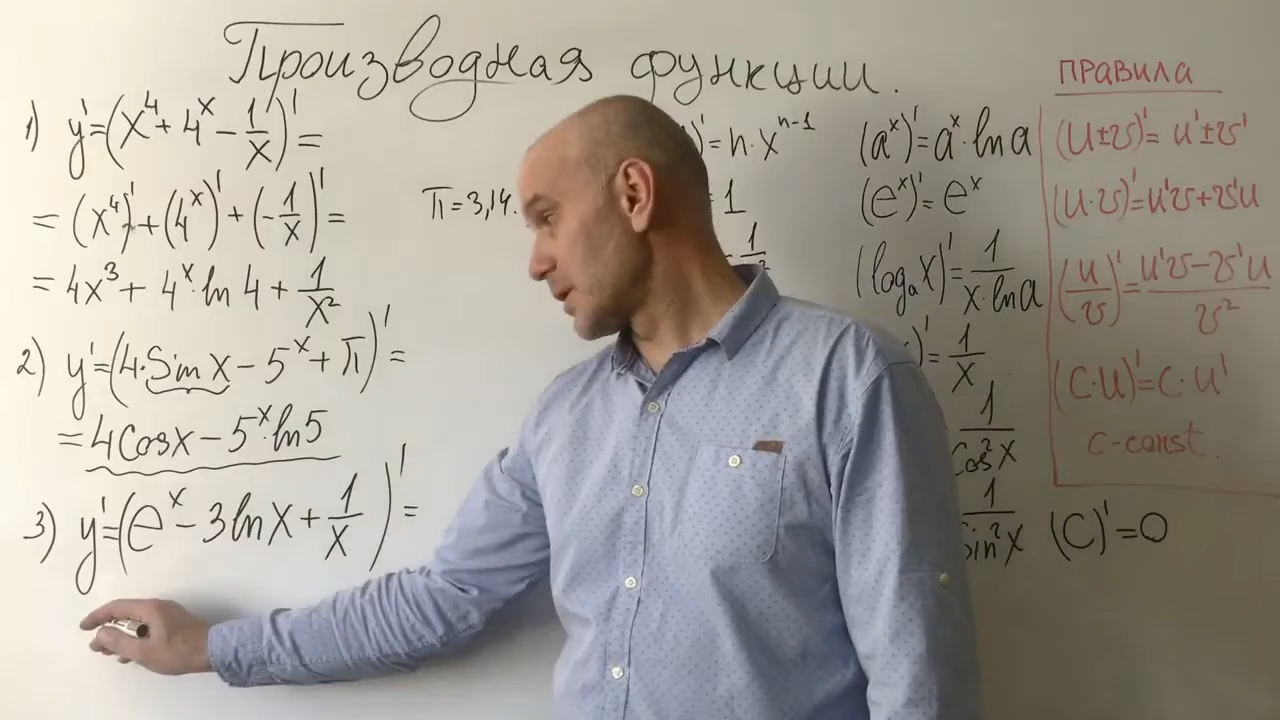 Производная функции.
1) y'=(x⁴+4ˣ-1/x)'=
=(x⁴)'+(4ˣ)'+(-1/x)'=
=4x³+4ˣ·ln4+1/x²
2) y'=(4·Sin x-5ˣ+π)'=
=4Cosx-5ˣ·ln5
3) y'=(eˣ-3lnx+1/x)'=
π=3,14.
)'=n·xⁿ⁻¹
=1
(aˣ)'=aˣ·lna
(eˣ)'=eˣ
(logₐx)'=1/x·lna
)'=1/x
1/Cos²x
1/sin²x
(C)'=0
правила
(u±v)'=u'±v'
(u·v)'=u'v+v'u
(u/v)'=u'v-v'u/v²
(c·u)'=c·u'
c-const